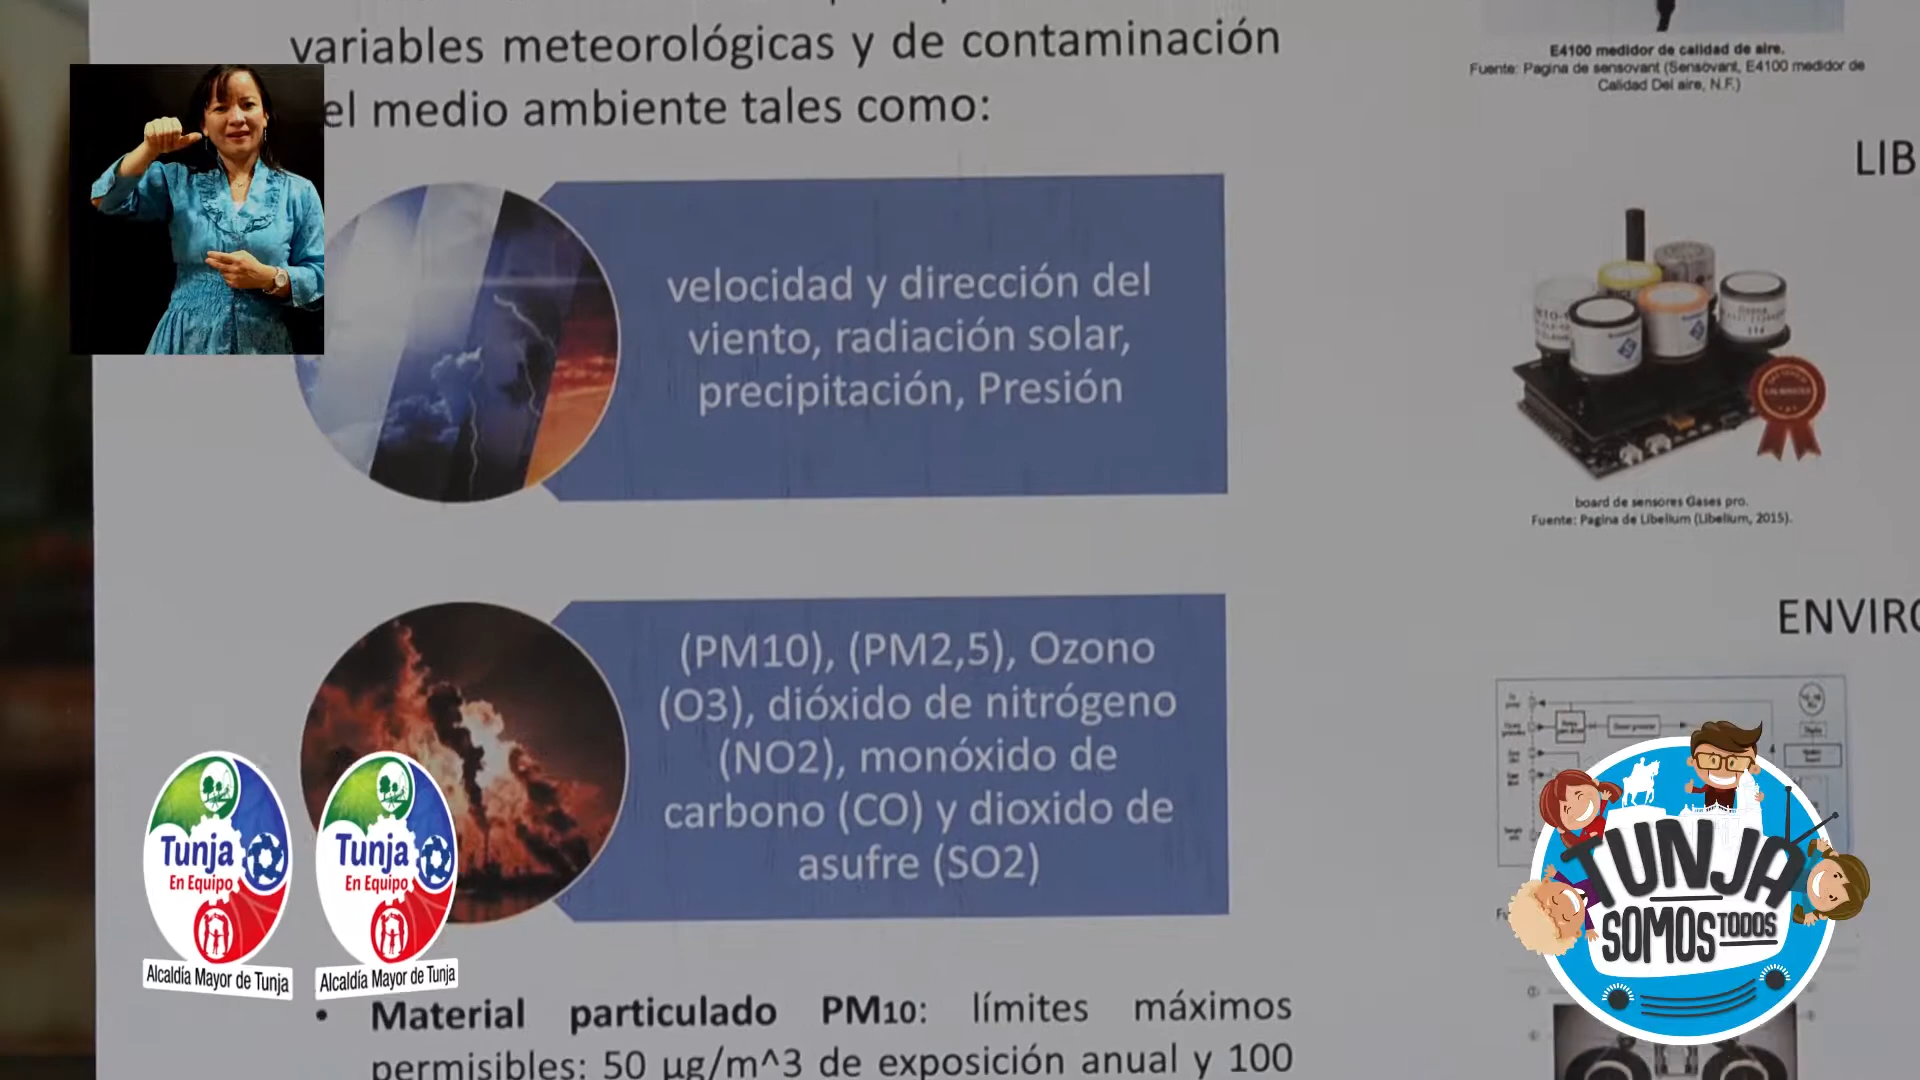 variables meteorológicas y de contaminación
el medio ambiente tales como:
velocidad y dirección del
viento, radiación solar,
precipitación, Presión
(PM10), (PM2,5), Ozono
(O3), dióxido de nitrógeno
(NO2), monóxido de
carbono (CO) y dioxido de
asufre (SO2)
• Material particulado PM10: límites máximos
permisibles: 50 µg/m^3 de exposición anual y 100
E4100 medidor de calidad de aire.
Fuente: Pagina de sensovant (Sensovant, E4100 medidor de
Calidad Del aire, N.F.)
LIB
board de sensores Gases pro.
Fuente: Pagina de Libelium (Libelium, 2015).
ENVIRO
Tunja
En Equipo
Alcaldía Mayor de Tunja
Tunja
En Equipo
Alcaldía Mayor de Tunja
TUNJA
SOMOS TODOS